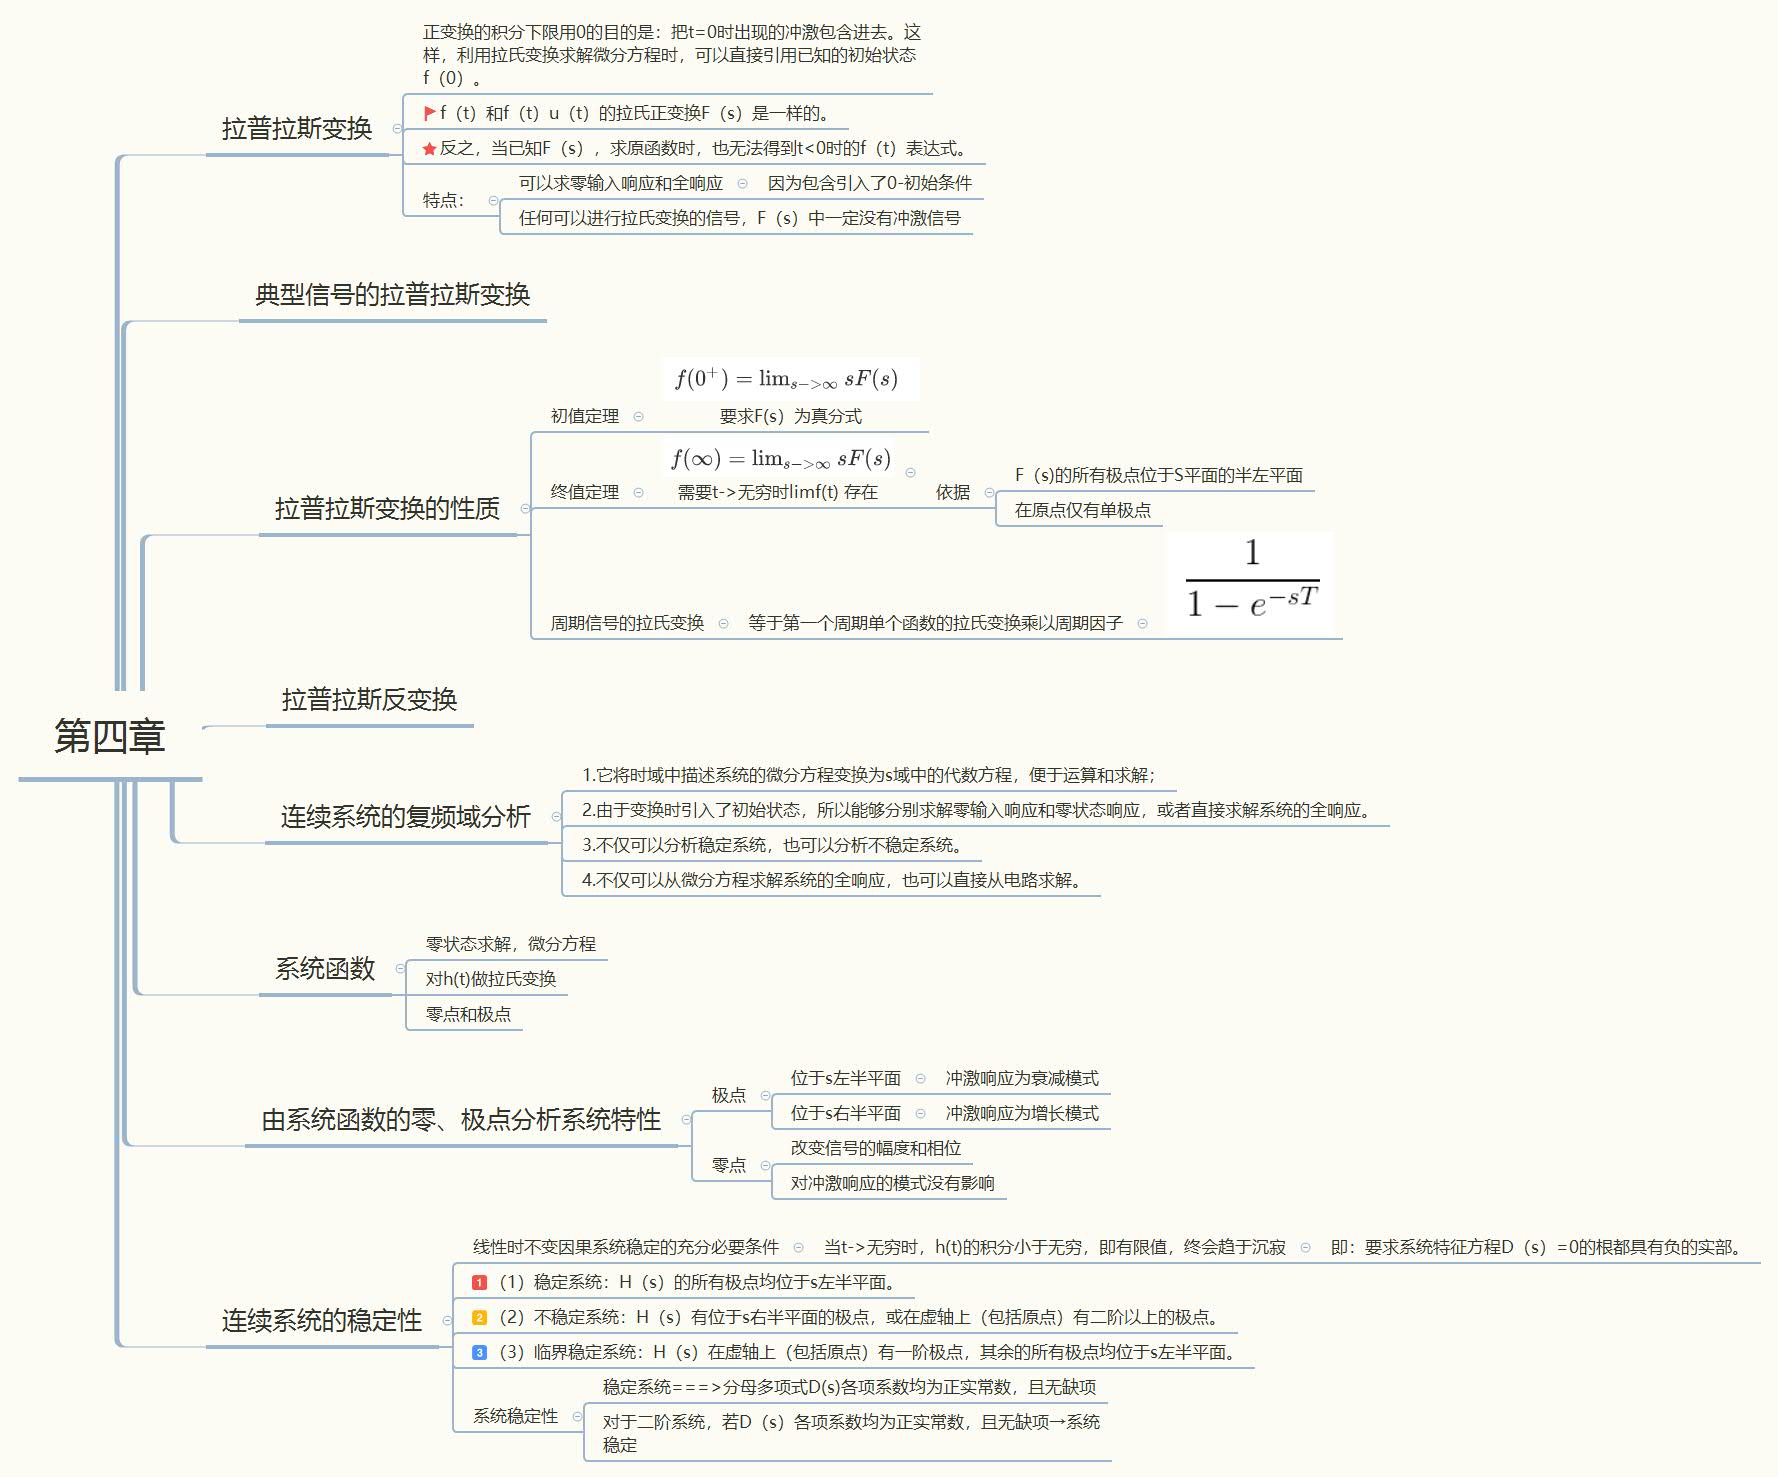 正变换的积分下限用0的目的是：把t=0时出现的冲激包含进去。这
样，利用拉氏变换求解微分方程时，可以直接引用已知的初始状态
f（0）。
拉普拉斯变换
f（t）和f（t）u（t）的拉氏正变换F（s）是一样的。
反之，当已知F（s），求原函数时，也无法得到t<0时的f（t）表达式。
特点：
可以求零输入响应和全响应
因为包含引入了0-初始条件
任何可以进行拉氏变换的信号，F（s）中一定没有冲激信号
典型信号的拉普拉斯变换
拉普拉斯变换的性质
初值定理
f(0⁺) = lim_{s->∞} sF(s)
要求F(s）为真分式
终值定理
f(∞) = lim_{s->∞} sF(s)
需要t->无穷时limf(t) 存在
依据
F（s)的所有极点位于S平面的半左平面
在原点仅有单极点
周期信号的拉氏变换
等于第一个周期单个函数的拉氏变换乘以周期因子
1
1 − e^{−sT}
第四章
拉普拉斯反变换
连续系统的复频域分析
1.它将时域中描述系统的微分方程变换为s域中的代数方程，便于运算和求解；
2.由于变换时引入了初始状态，所以能够分别求解零输入响应和零状态响应，或者直接求解系统的全响应。
3.不仅可以分析稳定系统，也可以分析不稳定系统。
4.不仅可以从微分方程求解系统的全响应，也可以直接从电路求解。
系统函数
零状态求解，微分方程
对h(t)做拉氏变换
零点和极点
由系统函数的零、极点分析系统特性
极点
位于s左半平面
冲激响应为衰减模式
位于s右半平面
冲激响应为增长模式
零点
改变信号的幅度和相位
对冲激响应的模式没有影响
连续系统的稳定性
线性时不变因果系统稳定的充分必要条件
当t->无穷时，h(t)的积分小于无穷，即有限值，终会趋于沉寂
即：要求系统特征方程D（s）=0的根都具有负的实部。
1（1）稳定系统：H（s）的所有极点均位于s左半平面。
2（2）不稳定系统：H（s）有位于s右半平面的极点，或在虚轴上（包括原点）有二阶以上的极点。
3（3）临界稳定系统：H（s）在虚轴上（包括原点）有一阶极点，其余的所有极点均位于s左半平面。
系统稳定性
稳定系统===>分母多项式D(s)各项系数均为正实常数，且无缺项
对于二阶系统，若D（s）各项系数均为正实常数，且无缺项→系统
稳定